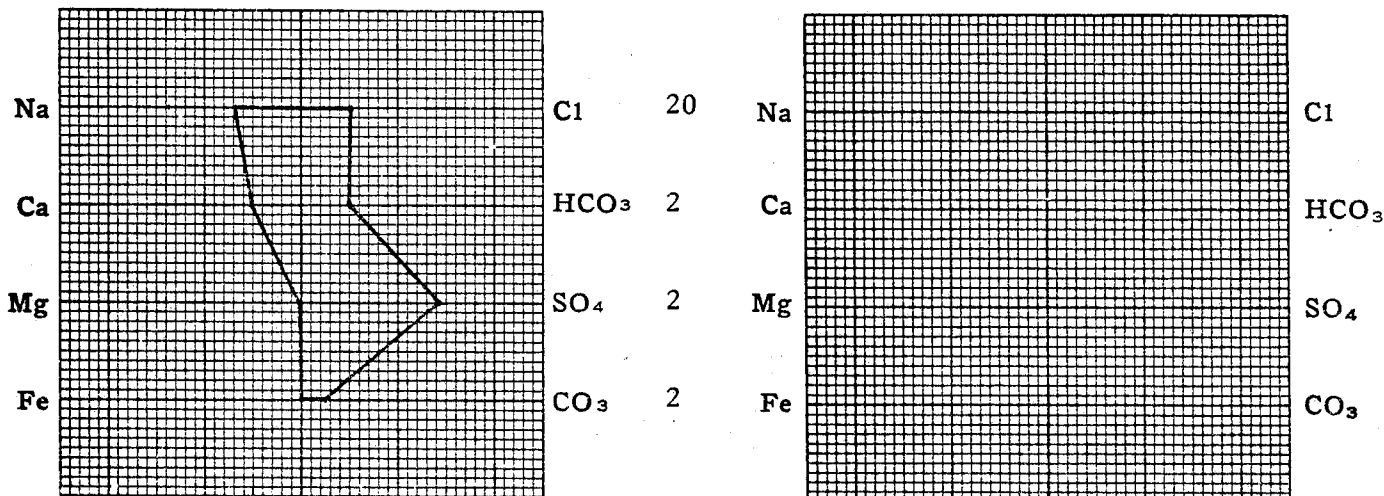 Na Cl 20 Na Cl
Ca HCO₃ 2 Ca HCO₃
Mg SO₄ 2 Mg SO₄
Fe CO₃ 2 Fe CO₃